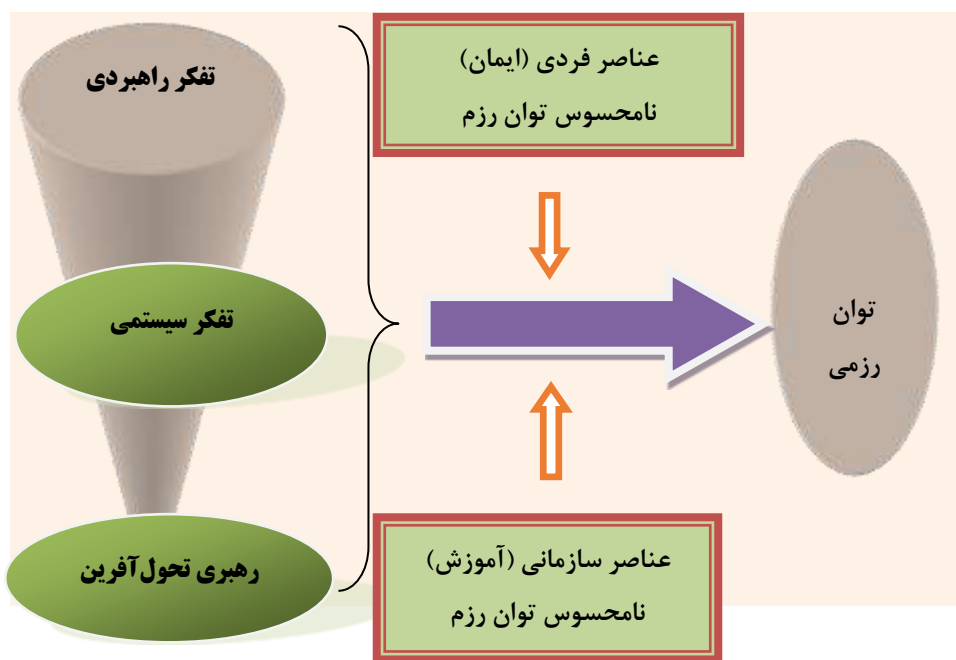 عناصر فردی (ایمان)
نامحسوس توان رزم
تفکر راهبردی
تفکر سیستمی
توان
رزمی
رهبری تحول‌آفرین
عناصر سازمانی (آموزش)
نامحسوس توان رزم